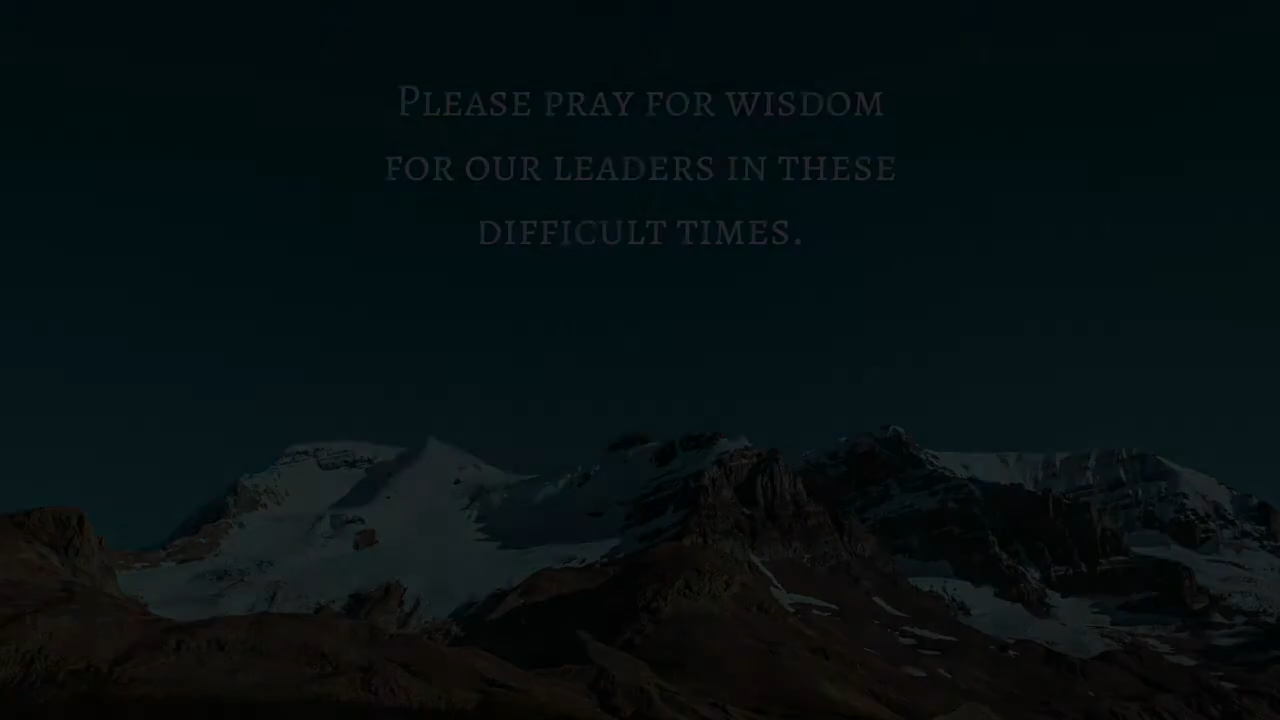 Please pray for wisdom
for our leaders in these
difficult times.